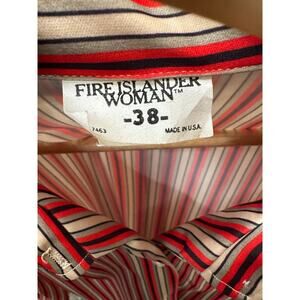 FIRE ISLANDER
WOMAN™
-38-
7463 MADE IN U.S.A.